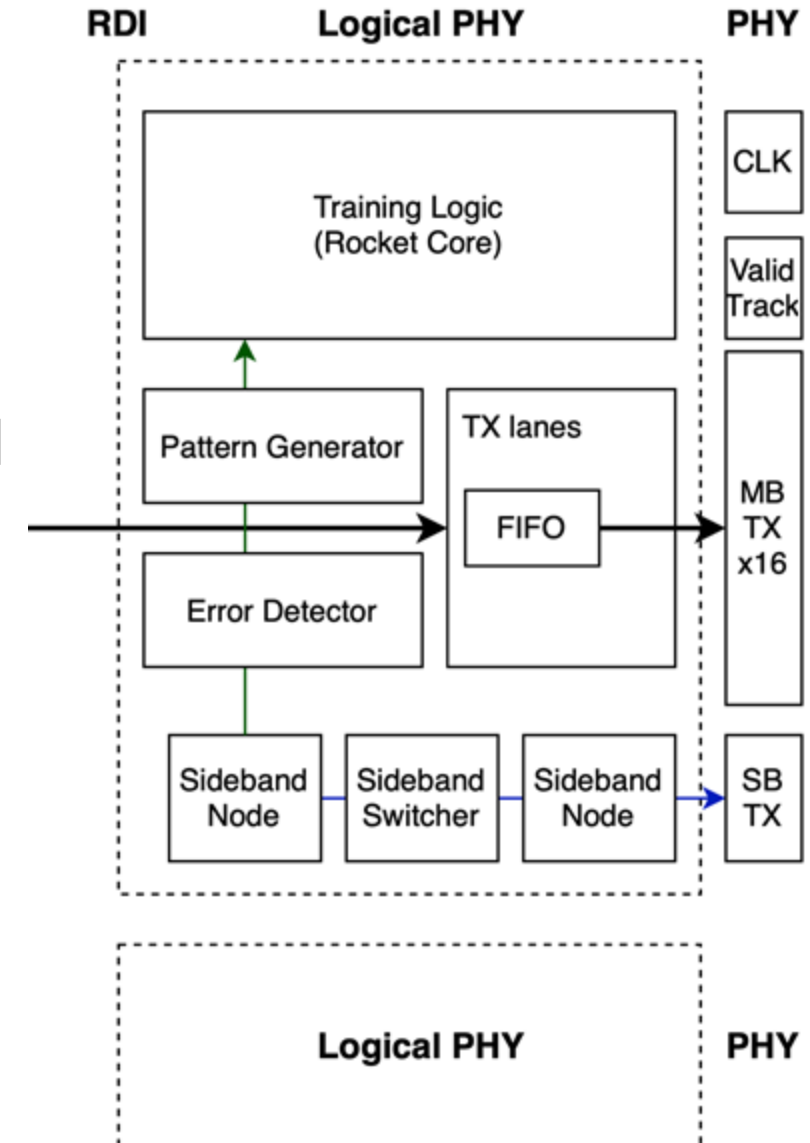 RDI
Logical PHY
PHY
Training Logic
(Rocket Core)
CLK
Valid
Track
Pattern Generator
TX lanes
FIFO
MB
TX
x16
Error Detector
Sideband
Node
Sideband
Switcher
Sideband
Node
SB
TX
Logical PHY
PHY